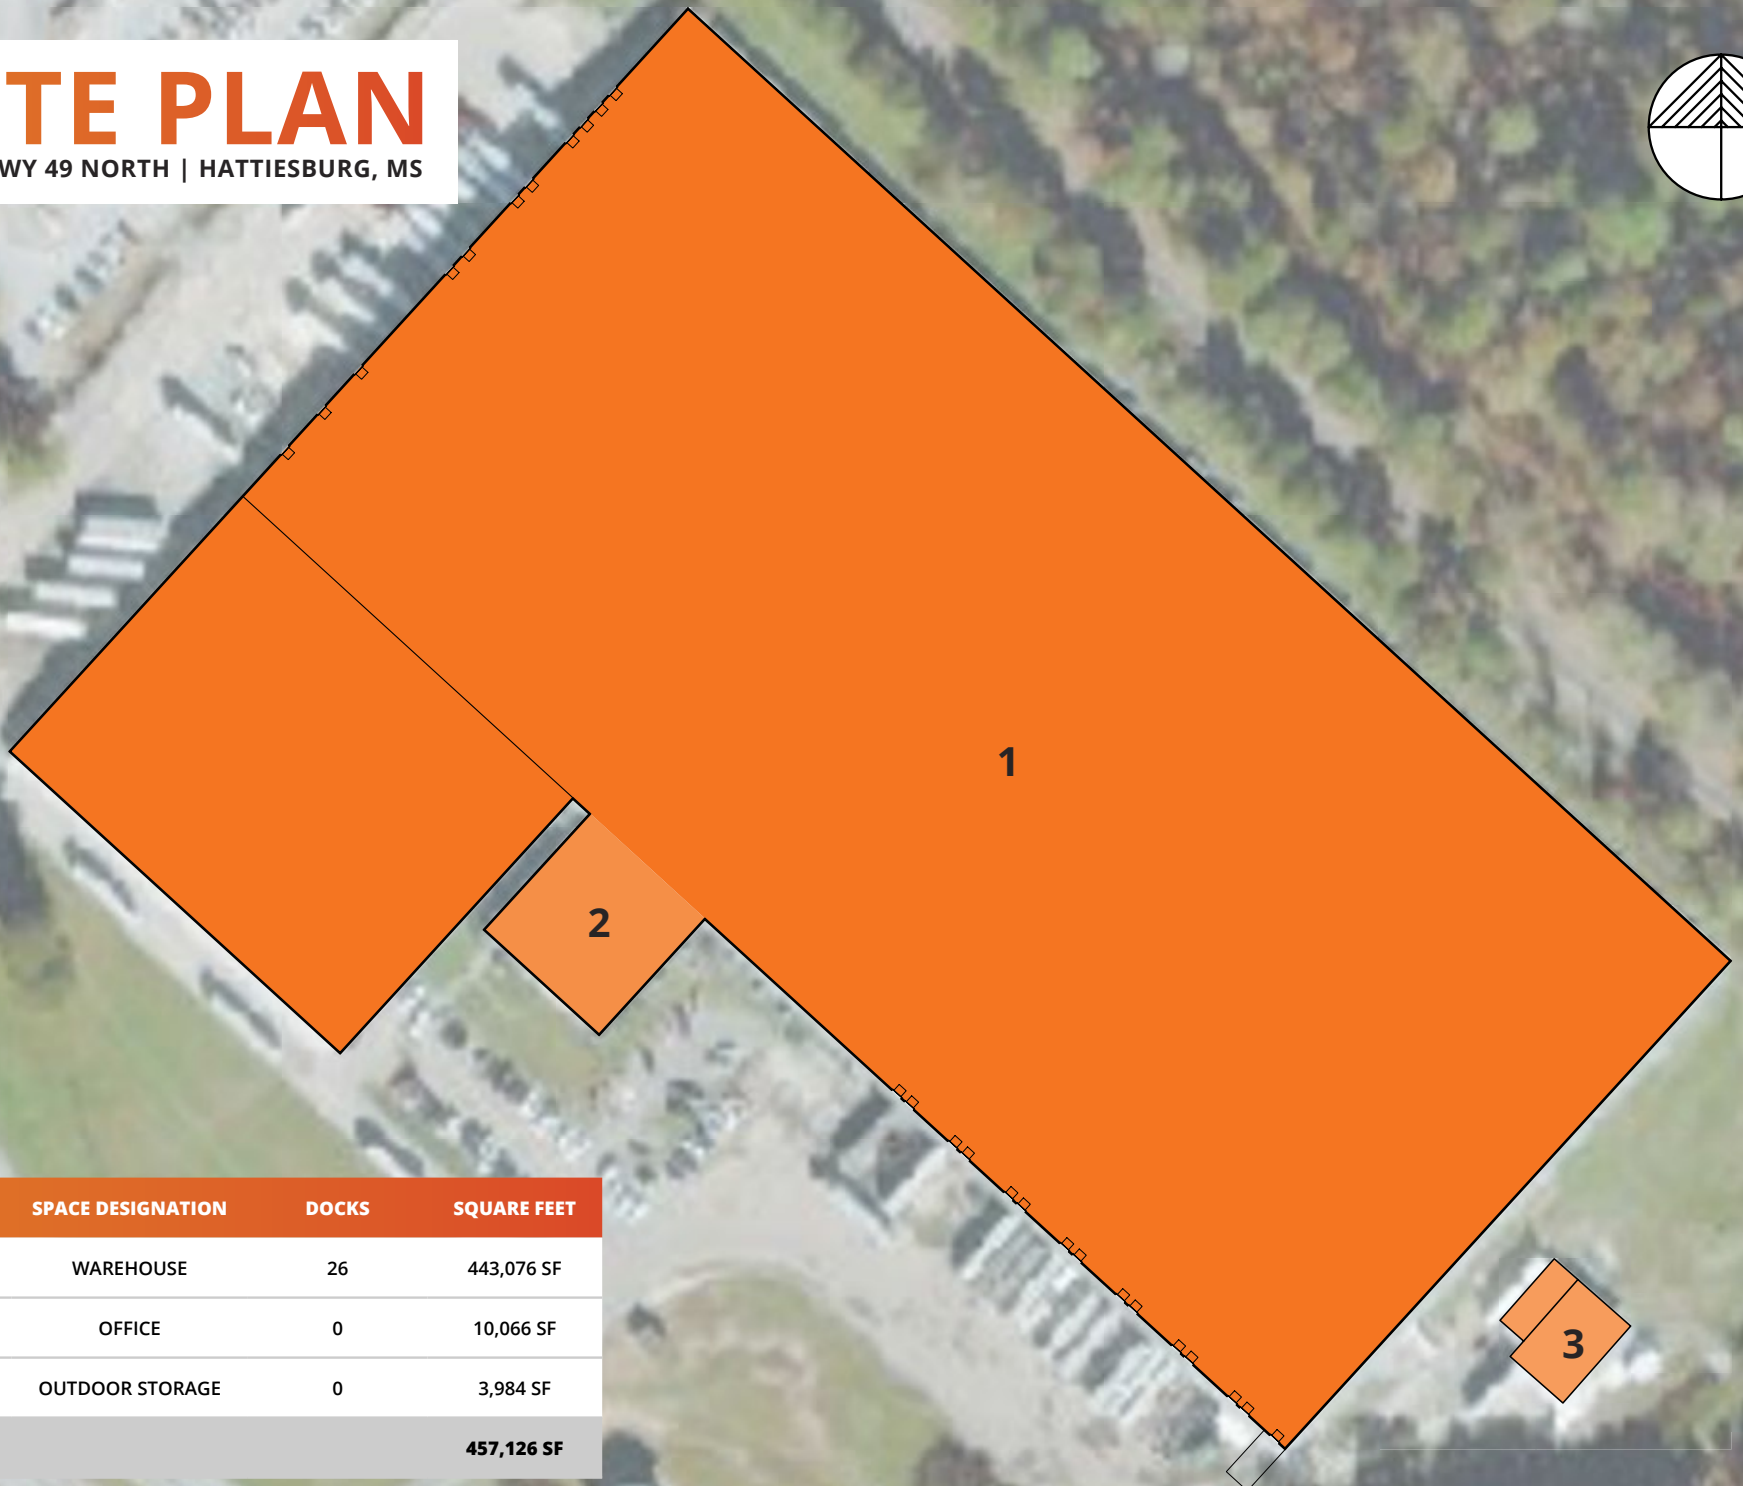 TE PLAN
WY 49 NORTH | HATTIESBURG, MS
1
2
3
SPACE DESIGNATION DOCKS SQUARE FEET
WAREHOUSE 26 443,076 SF
OFFICE 0 10,066 SF
OUTDOOR STORAGE 0 3,984 SF
457,126 SF